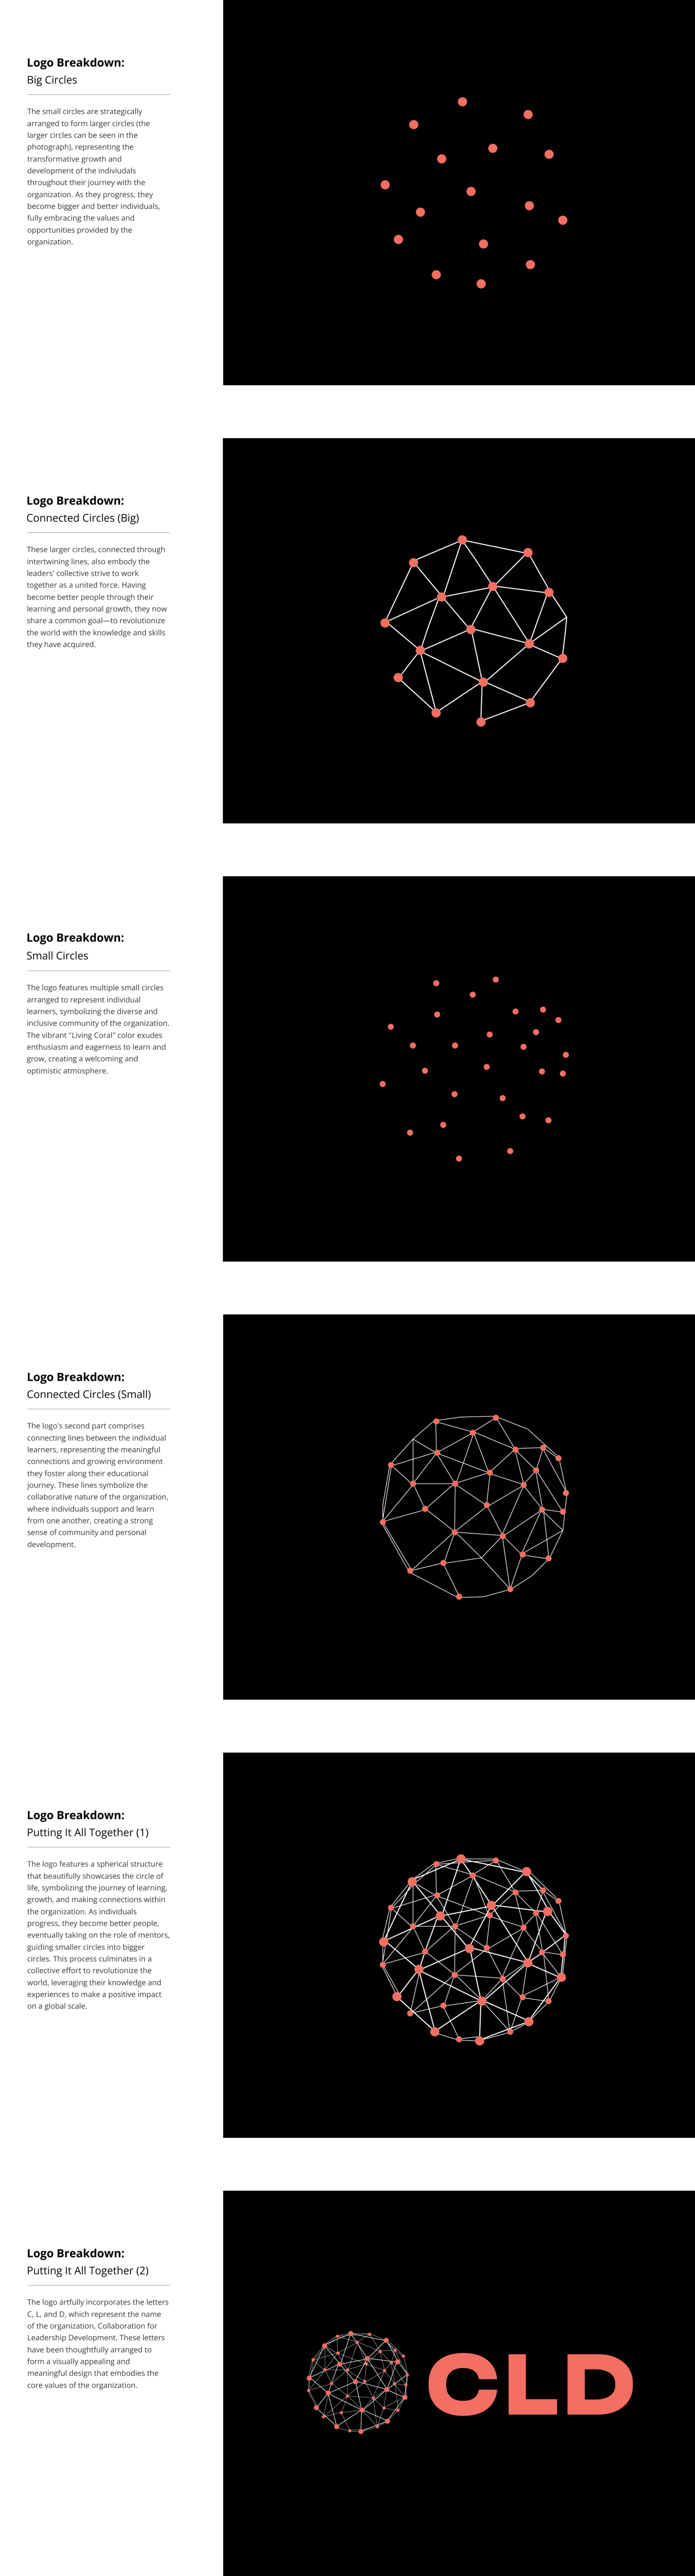 Logo Breakdown:
Big Circles
The small circles are strategically
arranged to form larger circles (the
larger circles can be seen in the
photograph), representing the
transformative growth and
development of the indiviudals
throughout their journey with the
organization. As they progress, they
become bigger and better individuals,
fully embracing the values and
opportunities provided by the
organization.
Logo Breakdown:
Connected Circles (Big)
These larger circles, connected through
intertwining lines, also embody the
leaders' collective strive to work
together as a united force. Having
become better people through their
learning and personal growth, they now
share a common goal—to revolutionize
the world with the knowledge and skills
they have acquired.
Logo Breakdown:
Small Circles
The logo features multiple small circles
arranged to represent individual
learners, symbolizing the diverse and
inclusive community of the organization.
The vibrant "Living Coral" color exudes
enthusiasm and eagerness to learn and
grow, creating a welcoming and
optimistic atmosphere.
Logo Breakdown:
Connected Circles (Small)
The logo's second part comprises
connecting lines between the individual
learners, representing the meaningful
connections and growing environment
they foster along their educational
journey. These lines symbolize the
collaborative nature of the organization,
where individuals support and learn
from one another, creating a strong
sense of community and personal
development.
Logo Breakdown:
Putting It All Together (1)
The logo features a spherical structure
that beautifully showcases the circle of
life, symbolizing the journey of learning,
growth, and making connections within
the organization. As individuals
progress, they become better people,
eventually taking on the role of mentors,
guiding smaller circles into bigger
circles. This process culminates in a
collective effort to revolutionize the
world, leveraging their knowledge and
experiences to make a positive impact
on a global scale.
Logo Breakdown:
Putting It All Together (2)
The logo artfully incorporates the letters
C, L, and D, which represent the name
of the organization, Collaboration for
Leadership Development. These letters
have been thoughtfully arranged to
form a visually appealing and
meaningful design that embodies the
core values of the organization.
CLD